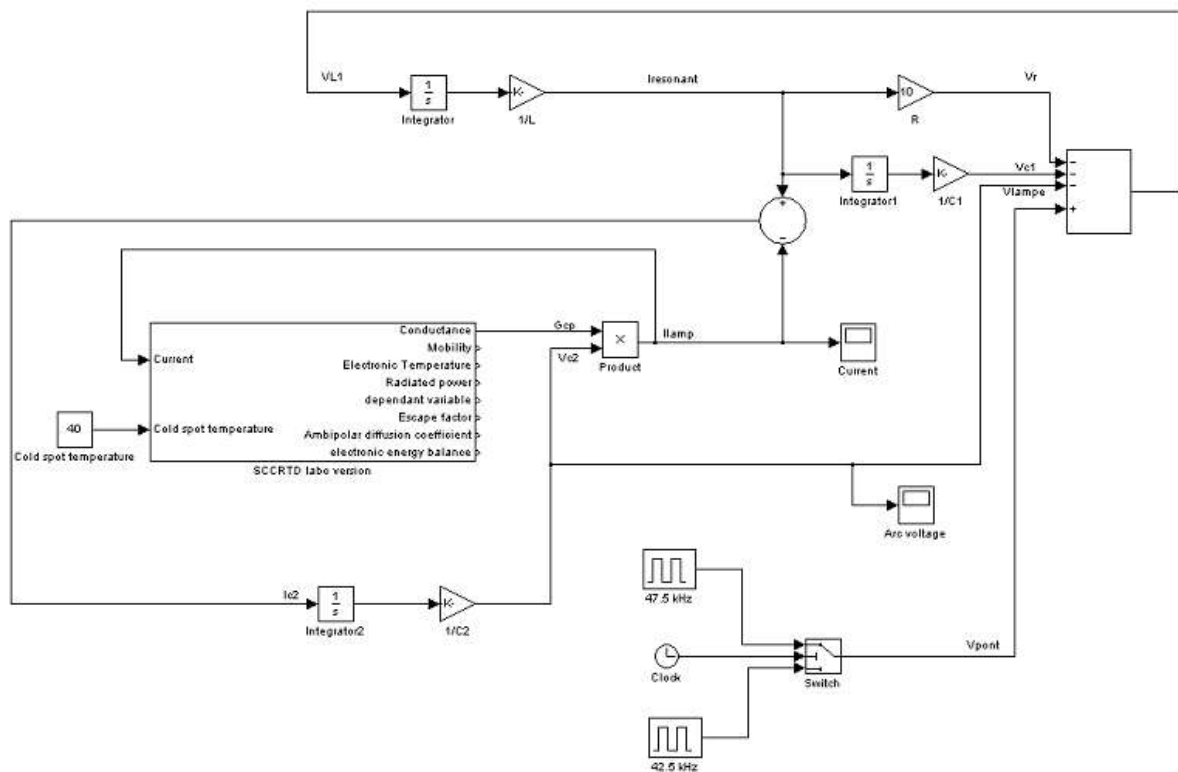 VL1
1
s
Integrator
K-
1/L
Iresonant
10
R
Vr
1
s
Integrator1
K-
1/C1
Vc1
Vlampe
−
−
−
+
+
−
Current
Cold spot temperature
Conductance
Mobility
Electronic Temperature
Radiated power
dependant variable
Escape factor
Ambipolar diffusion coefficient
electronic energy balance
SCCRTD labo version
40
Cold spot temperature
Gcp
Vc2
×
Product
Ilamp
Current
Arc voltage
Ic2
1
s
Integrator2
K-
1/C2
47.5 kHz
Clock
42.5 kHz
Switch
Vpont